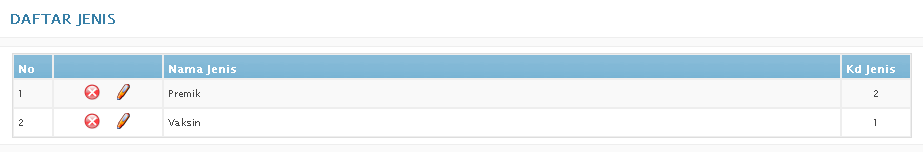 DAFTAR JENIS
No Nama Jenis Kd Jenis
1 Premik 2
2 Vaksin 1